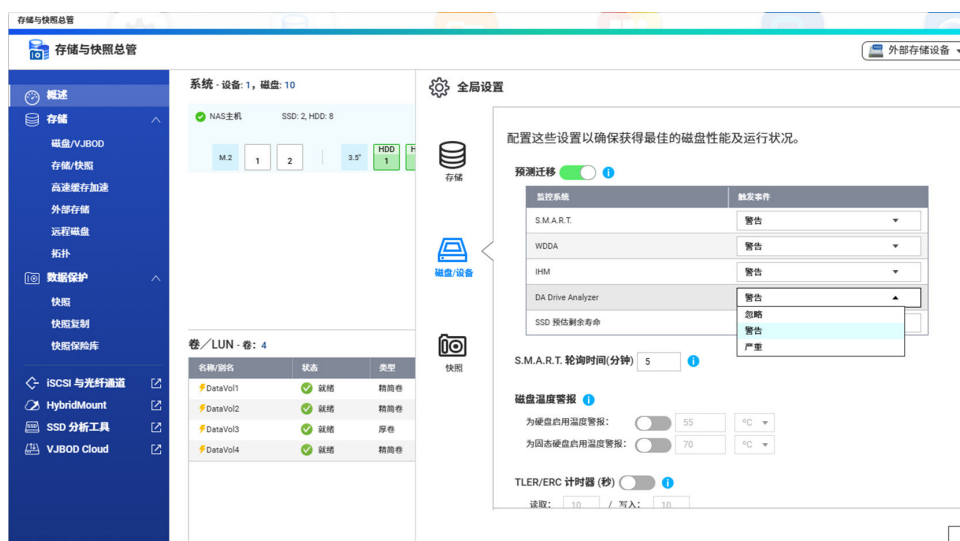 存储与快照总管
存储与快照总管
外部存储设备
概述
存储
磁盘/VJBOD
存储/快照
高速缓存加速
外部存储
远程磁盘
拓扑
数据保护
快照
快照复制
快照保险库
iSCSI 与光纤通道
HybridMount
SSD 分析工具
VJBOD Cloud
系统 - 设备: 1，磁盘: 10
NAS主机 SSD: 2, HDD: 8
M.2 1 2 3.5" HDD 1 H
卷／LUN - 卷： 4
名称/别名 状态 类型
DataVol1 就绪 精简卷
DataVol2 就绪 精简卷
DataVol3 就绪 厚卷
DataVol4 就绪 精简卷
全局设置
存储
磁盘/设备
快照
配置这些设置以确保获得最佳的磁盘性能及运行状况。
预测迁移
监控系统 触发事件
S.M.A.R.T. 警告
WDDA 警告
IHM 警告
DA Drive Analyzer 警告
忽略
警告
严重
SSD 预估剩余寿命
S.M.A.R.T. 轮询时间(分钟) 5
磁盘温度警报
为硬盘启用温度警报： 55 °C
为固态硬盘启用温度警报： 70 °C
TLER/ERC 计时器 (秒)
读取： 10 / 写入： 10